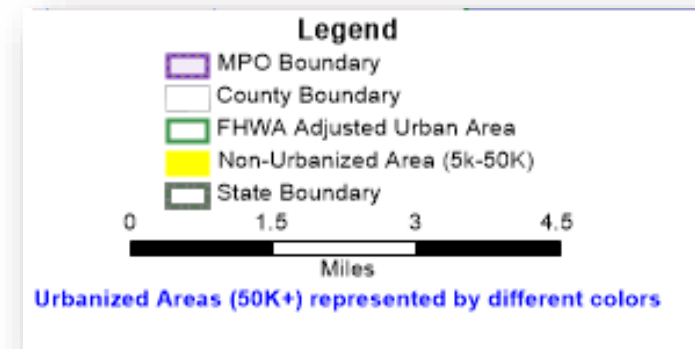 Legend
MPO Boundary
County Boundary
FHWA Adjusted Urban Area
Non-Urbanized Area (5k-50K)
State Boundary
0 1.5 3 4.5
Miles
Urbanized Areas (50K+) represented by different colors